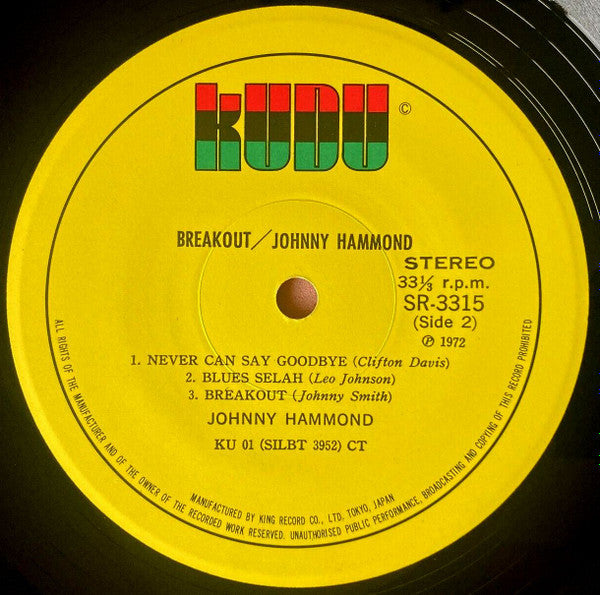 KUDU ©
BREAKOUT/JOHNNY HAMMOND
STEREO
33⅓ r.p.m.
SR-3315
(Side 2)
Ⓟ 1972
1. NEVER CAN SAY GOODBYE (Clifton Davis)
2. BLUES SELAH (Leo Johnson)
3. BREAKOUT (Johnny Smith)
JOHNNY HAMMOND
KU 01 (SILBT 3952) CT
MANUFACTURED BY KING RECORD CO., LTD, TOKYO, JAPAN
ALL RIGHTS OF THE MANUFACTURER AND OF THE OWNER OF THE RECORDED WORK RESERVED. UNAUTHORISED PUBLIC PERFORMANCE, BROADCASTING AND COPYING OF THIS RECORD PROHIBITED